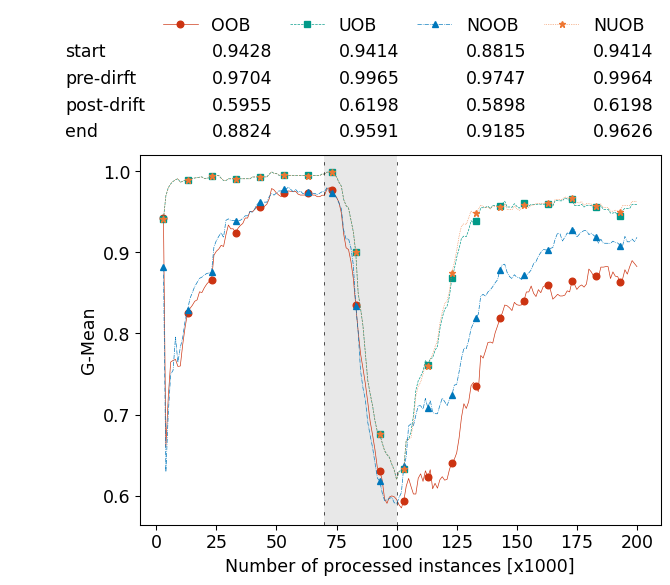 OOB UOB NOOB NUOB
start 0.9428 0.9414 0.8815 0.9414
pre-dirft 0.9704 0.9965 0.9747 0.9964
post-drift 0.5955 0.6198 0.5898 0.6198
end 0.8824 0.9591 0.9185 0.9626
1.0
0.9
0.8
0.7
0.6
G-Mean
0 25 50 75 100 125 150 175 200
Number of processed instances [x1000]